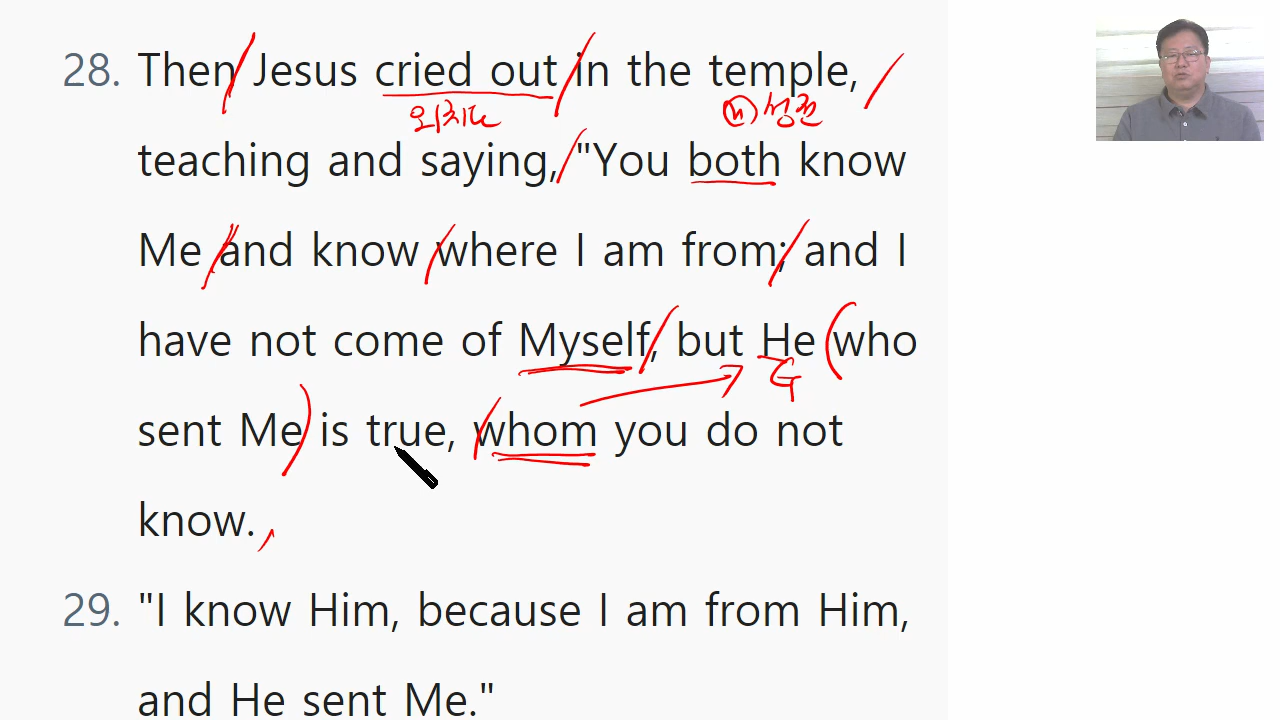 28. Then Jesus cried out in the temple,
외치다 ⓝ 성전
teaching and saying, "You both know
Me and know where I am from; and I
have not come of Myself, but He who
주
sent Me is true, whom you do not
know.
29. "I know Him, because I am from Him,
and He sent Me."